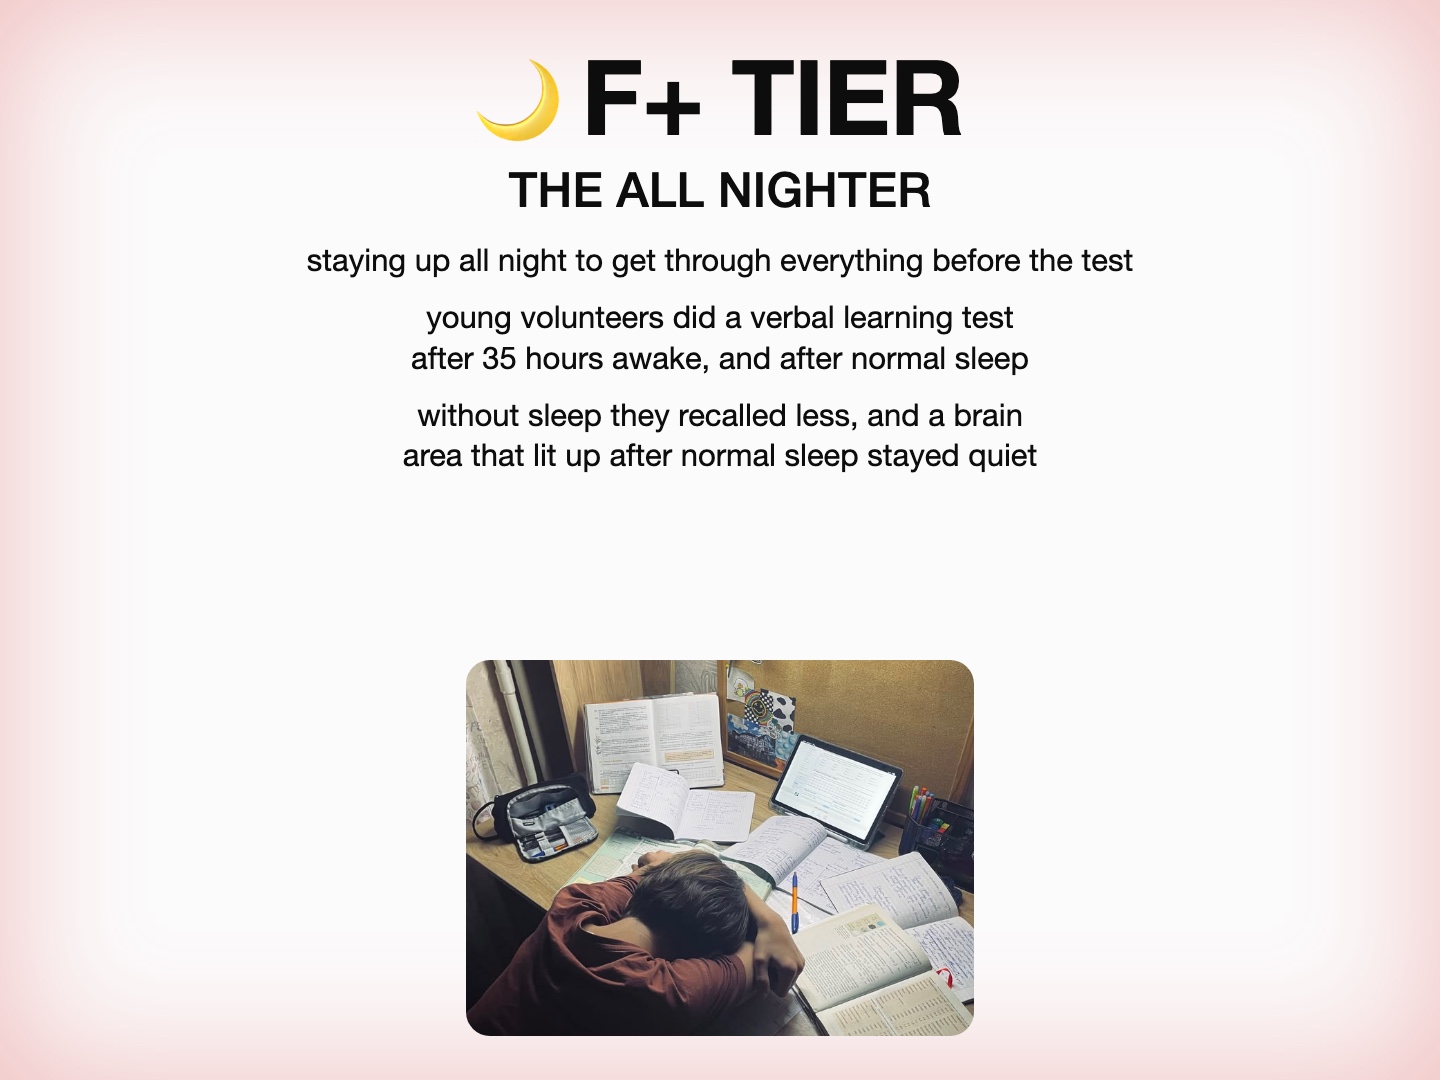 🌙 F+ TIER
THE ALL NIGHTER
staying up all night to get through everything before the test
young volunteers did a verbal learning test
after 35 hours awake, and after normal sleep
without sleep they recalled less, and a brain
area that lit up after normal sleep stayed quiet